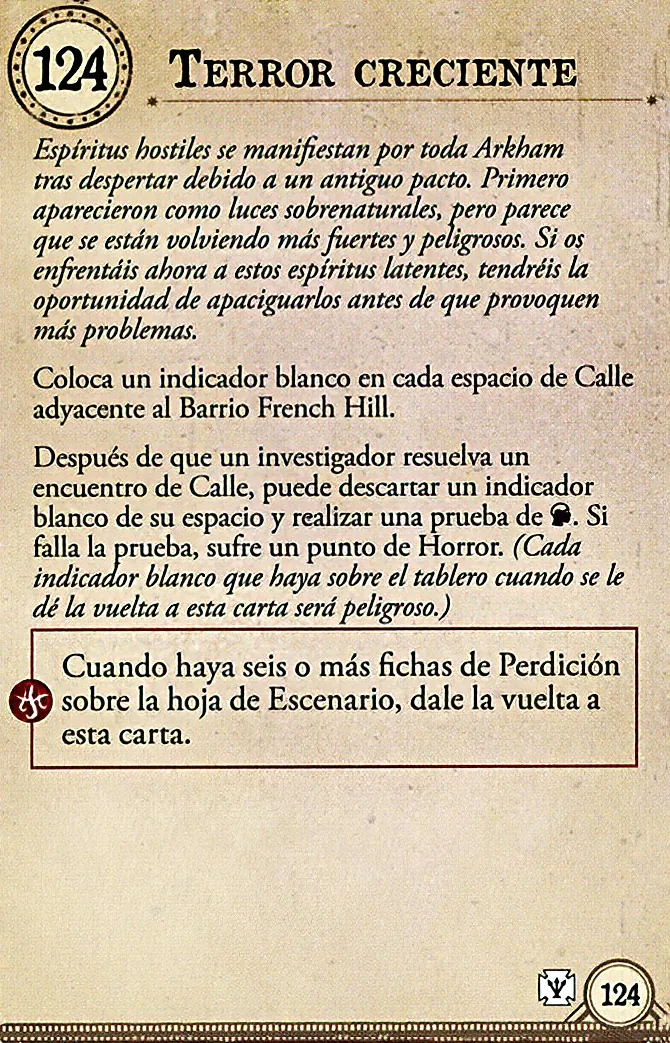 124
TERROR CRECIENTE
Espíritus hostiles se manifiestan por toda Arkham
tras despertar debido a un antiguo pacto. Primero
aparecieron como luces sobrenaturales, pero parece
que se están volviendo más fuertes y peligrosos. Si os
enfrentáis ahora a estos espíritus latentes, tendréis la
oportunidad de apaciguarlos antes de que provoquen
más problemas.
Coloca un indicador blanco en cada espacio de Calle
adyacente al Barrio French Hill.
Después de que un investigador resuelva un
encuentro de Calle, puede descartar un indicador
blanco de su espacio y realizar una prueba de . Si
falla la prueba, sufre un punto de Horror. (Cada
indicador blanco que haya sobre el tablero cuando se le
dé la vuelta a esta carta será peligroso.)
Cuando haya seis o más fichas de Perdición
sobre la hoja de Escenario, dale la vuelta a
esta carta.
124